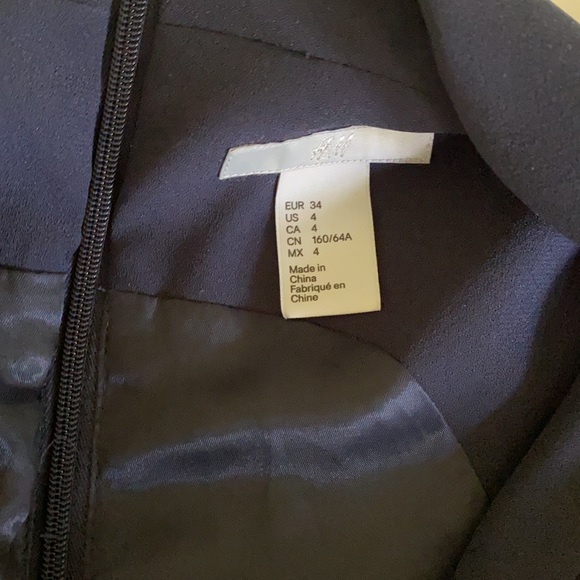 H&M
EUR 34
US 4
CA 4
CN 160/64A
MX 4
Made in
China
Fabriqué en
Chine